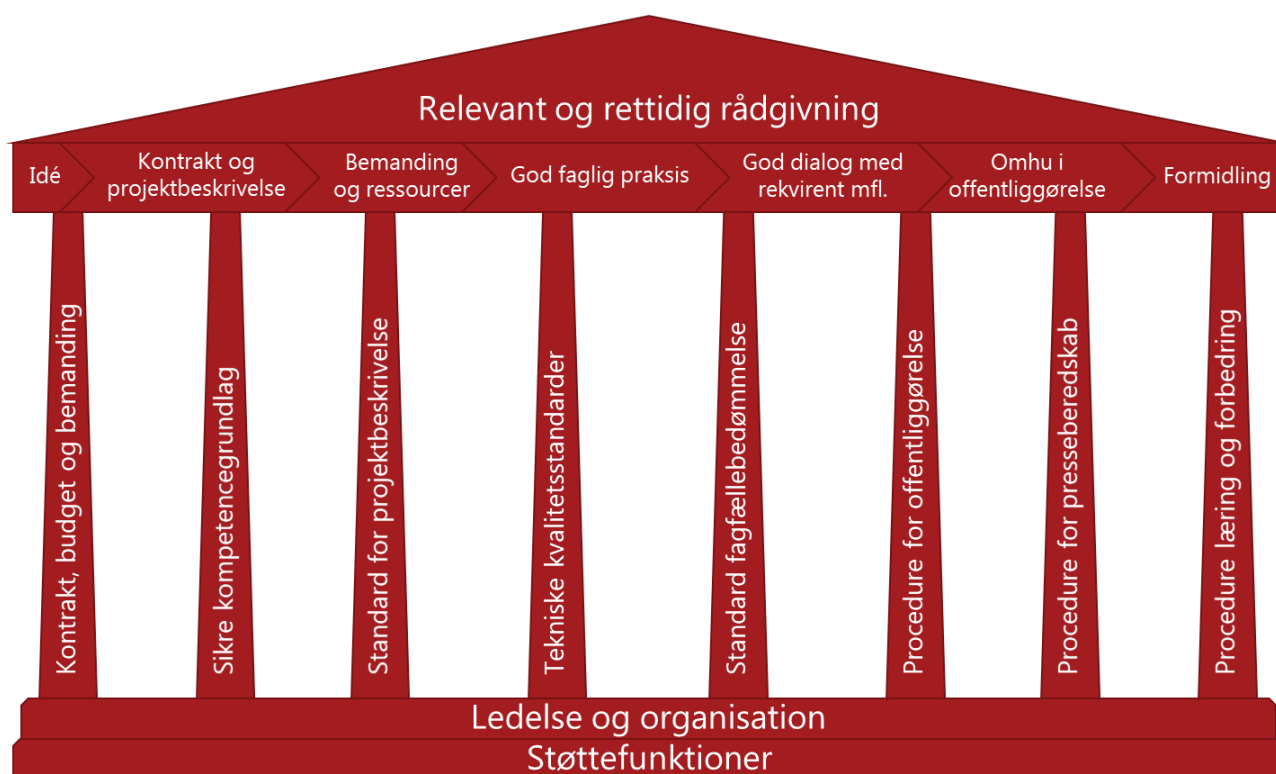 Relevant og rettidig rådgivning
Idé
Kontrakt og
projektbeskrivelse
Bemanding
og ressourcer
God faglig praksis
God dialog med
rekvirent mfl.
Omhu i
offentliggørelse
Formidling
Kontrakt, budget og bemanding
Sikre kompetencegrundlag
Standard for projektbeskrivelse
Tekniske kvalitetsstandarder
Standard fagfællebedømmelse
Procedure for offentliggørelse
Procedure for presseberedskab
Procedure læring og forbedring
Ledelse og organisation
Støttefunktioner